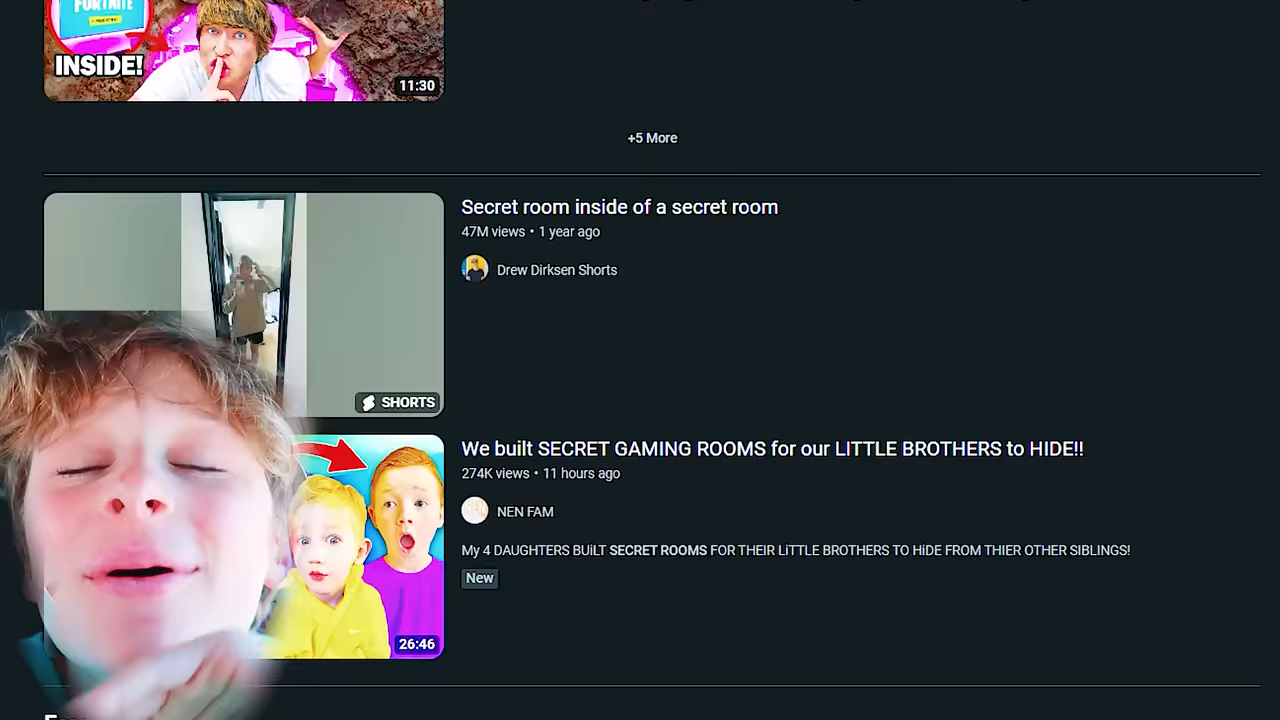 FORTNITE
INSIDE!
11:30
+5 More
Secret room inside of a secret room
47M views • 1 year ago
Drew Dirksen Shorts
SHORTS
We built SECRET GAMING ROOMS for our LITTLE BROTHERS to HIDE!!
274K views • 11 hours ago
NEN FAM
My 4 DAUGHTERS BUiLT SECRET ROOMS FOR THEIR LiTTLE BROTHERS TO HiDE FROM THIER OTHER SIBLINGS!
New
26:46